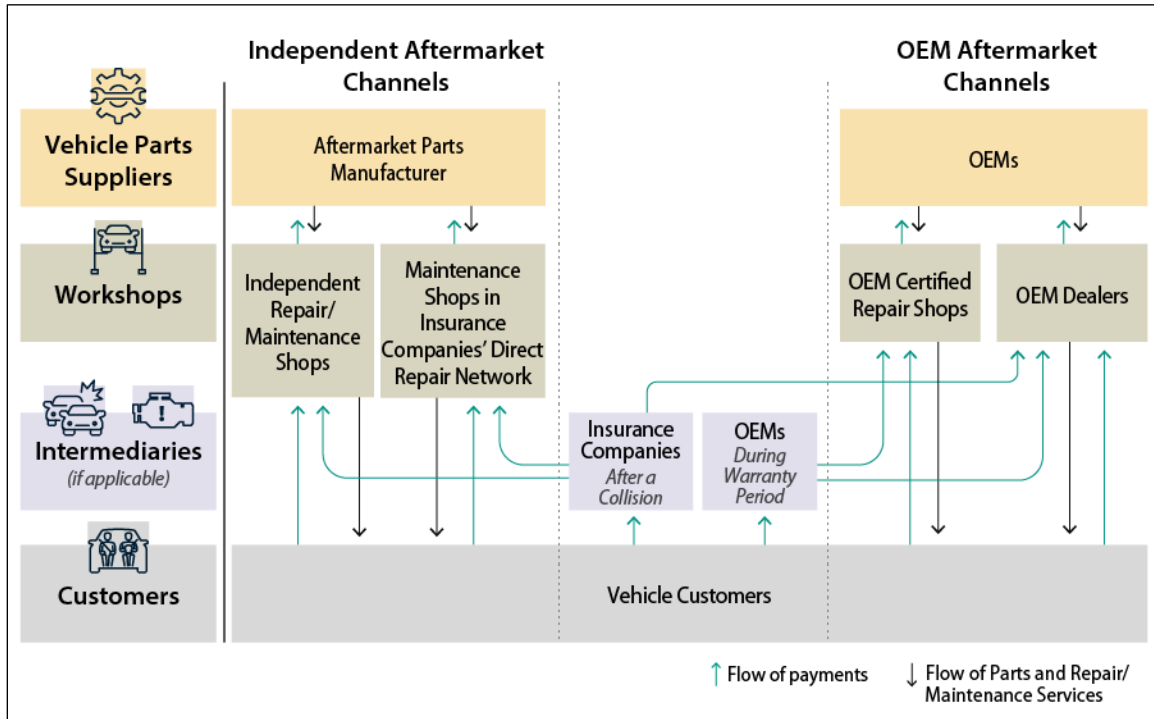 Independent Aftermarket
Channels
OEM Aftermarket
Channels
Vehicle Parts
Suppliers
Aftermarket Parts
Manufacturer
OEMs
Workshops
Independent
Repair/
Maintenance
Shops
Maintenance
Shops in
Insurance
Companies’ Direct
Repair Network
OEM Certified
Repair Shops
OEM Dealers
Intermediaries
(if applicable)
Insurance
Companies
After a
Collision
OEMs
During
Warranty
Period
Customers
Vehicle Customers
Flow of payments
Flow of Parts and Repair/
Maintenance Services